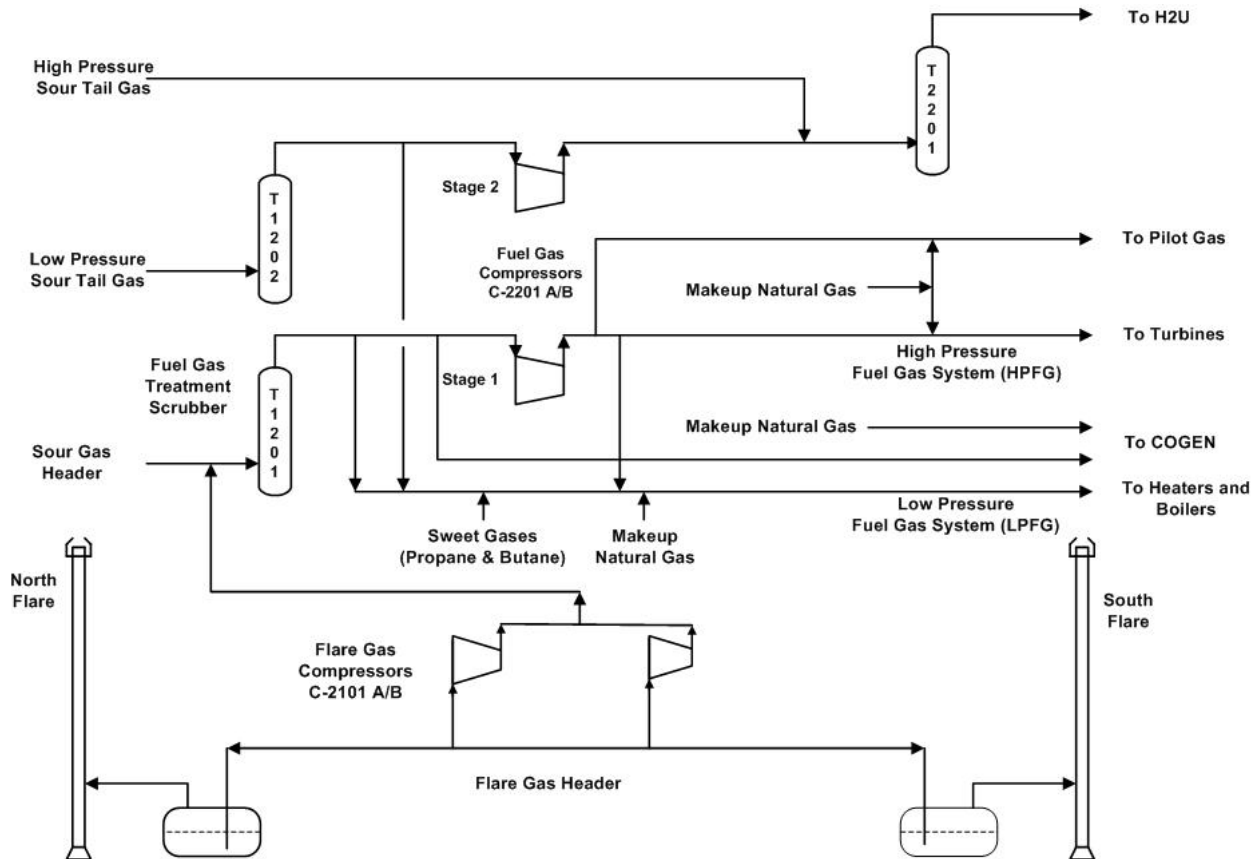 To H2U
High Pressure
Sour Tail Gas
T
2
2
0
1
Stage 2
T
1
2
0
2
Low Pressure
Sour Tail Gas
Fuel Gas
Compressors
C-2201 A/B
To Pilot Gas
Makeup Natural Gas
To Turbines
High Pressure
Fuel Gas System (HPFG)
Fuel Gas
Treatment
Scrubber
Stage 1
T
1
2
0
1
Makeup Natural Gas
To COGEN
Sour Gas
Header
To Heaters and
Boilers
Low Pressure
Fuel Gas System (LPFG)
Sweet Gases
(Propane & Butane)
Makeup
Natural Gas
North
Flare
South
Flare
Flare Gas
Compressors
C-2101 A/B
Flare Gas Header